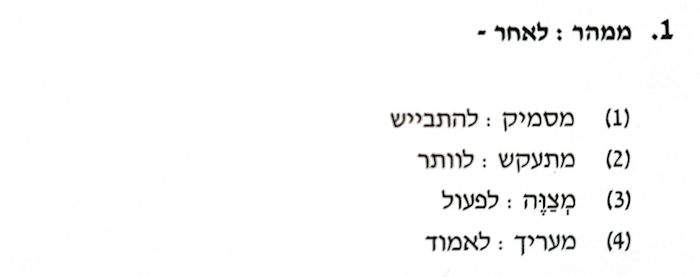 1. ממהר : לאחר -
(1) מסמיק : להתבייש
(2) מתעקש : לוותר
(3) מְצַוֶּה : לפעול
(4) מעריך : לאמוד